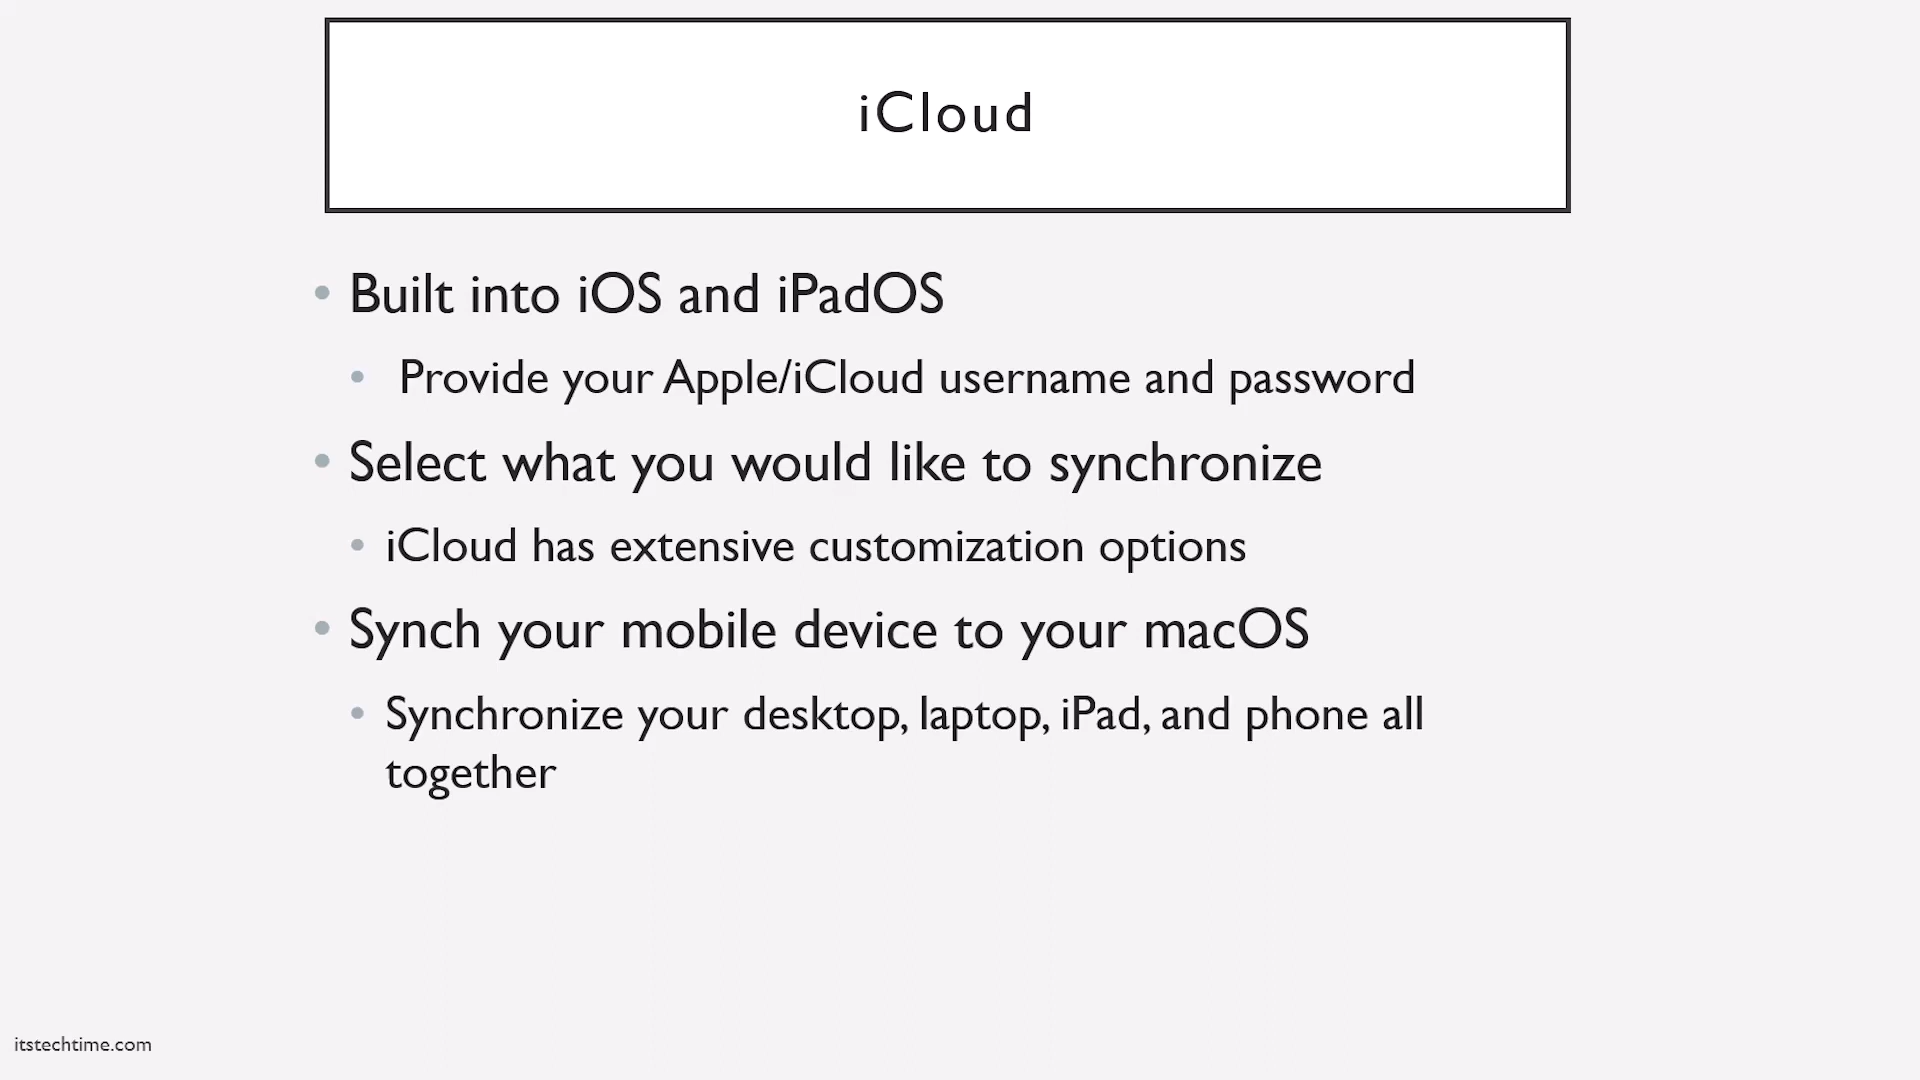 iCloud
• Built into iOS and iPadOS
• Provide your Apple/iCloud username and password
• Select what you would like to synchronize
• iCloud has extensive customization options
• Synch your mobile device to your macOS
• Synchronize your desktop, laptop, iPad, and phone all
together
itstechtime.com